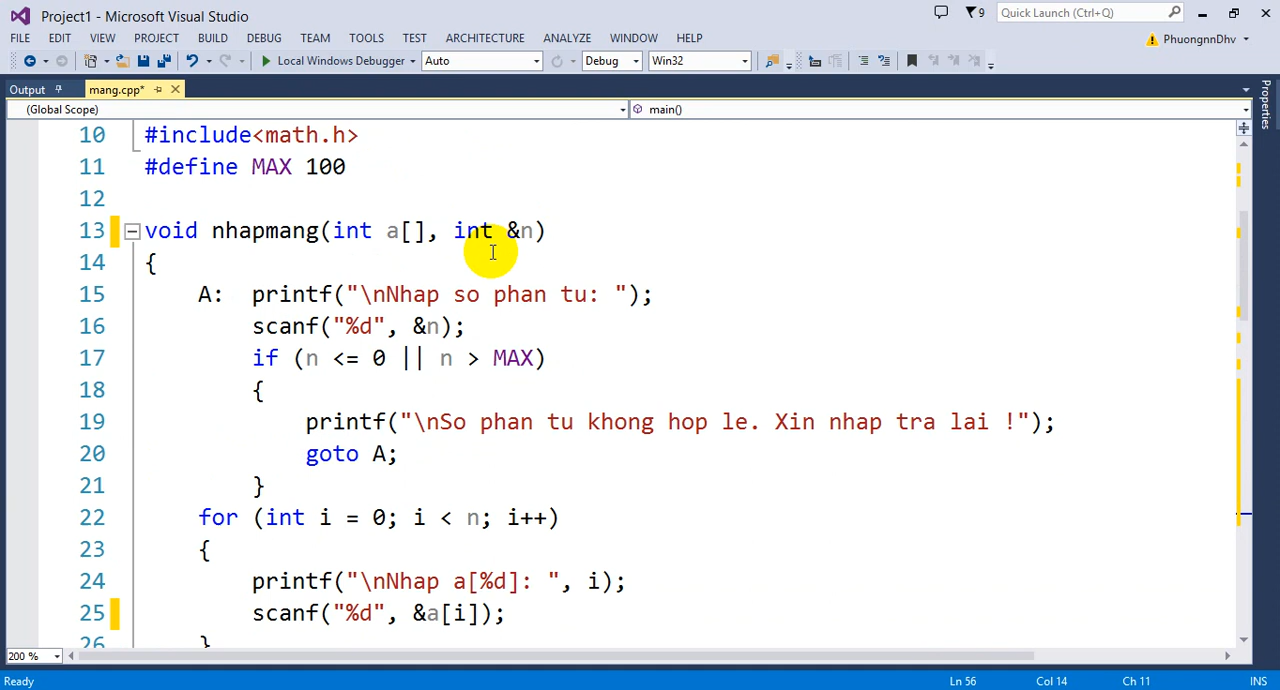 Project1 - Microsoft Visual Studio
9
Quick Launch (Ctrl+Q)
FILE EDIT VIEW PROJECT BUILD DEBUG TEAM TOOLS TEST ARCHITECTURE ANALYZE WINDOW HELP
PhuongnnDhv
Local Windows Debugger Auto Debug Win32
Output mang.cpp*
(Global Scope) main()
Properties
10 #include<math.h>
11 #define MAX 100
12
13 void nhapmang(int a[], int &n)
14 {
15 A: printf("\nNhap so phan tu: ");
16 scanf("%d", &n);
17 if (n <= 0 || n > MAX)
18 {
19 printf("\nSo phan tu khong hop le. Xin nhap tra lai !");
20 goto A;
21 }
22 for (int i = 0; i < n; i++)
23 {
24 printf("\nNhap a[%d]: ", i);
25 scanf("%d", &a[i]);
26 }
200 %
Ready Ln 56 Col 14 Ch 11 INS